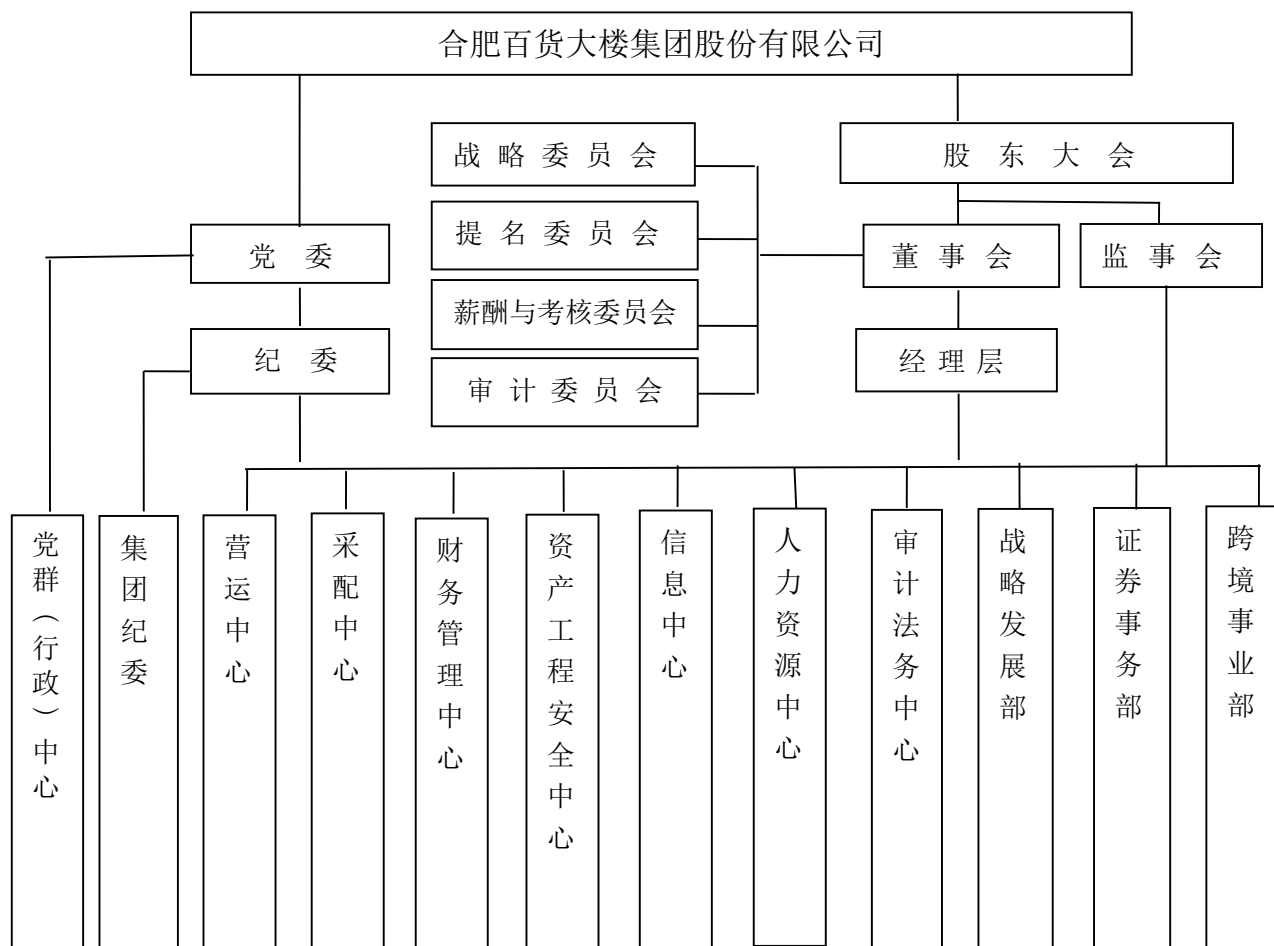 合肥百货大楼集团股份有限公司
战略委员会
股东大会
提名委员会
党委
董事会
监事会
薪酬与考核委员会
纪委
经理层
审计委员会
党群（行政）中心
集团纪委
营运中心
采配中心
财务管理中心
资产工程安全中心
信息中心
人力资源中心
审计法务中心
战略发展部
证券事务部
跨境事业部